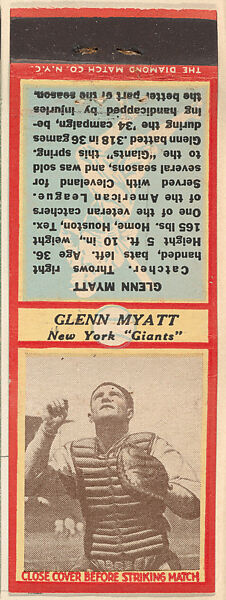 THE DIAMOND MATCH CO. N.Y.C.
GLENN MYATT
Catcher. Throws right
handed, bats left. Age 36.
Height 5 ft. 10 in., weight
165 lbs. Home, Houston, Tex.
One of the veteran catchers
of the American League.
Served with Cleveland for
several seasons, and was sold
to the "Giants" this spring.
Glenn batted .318 in 36 games
during the '34 campaign, be-
ing handicapped by injuries
the better part of the season.
GLENN MYATT
New York "Giants"
CLOSE COVER BEFORE STRIKING MATCH